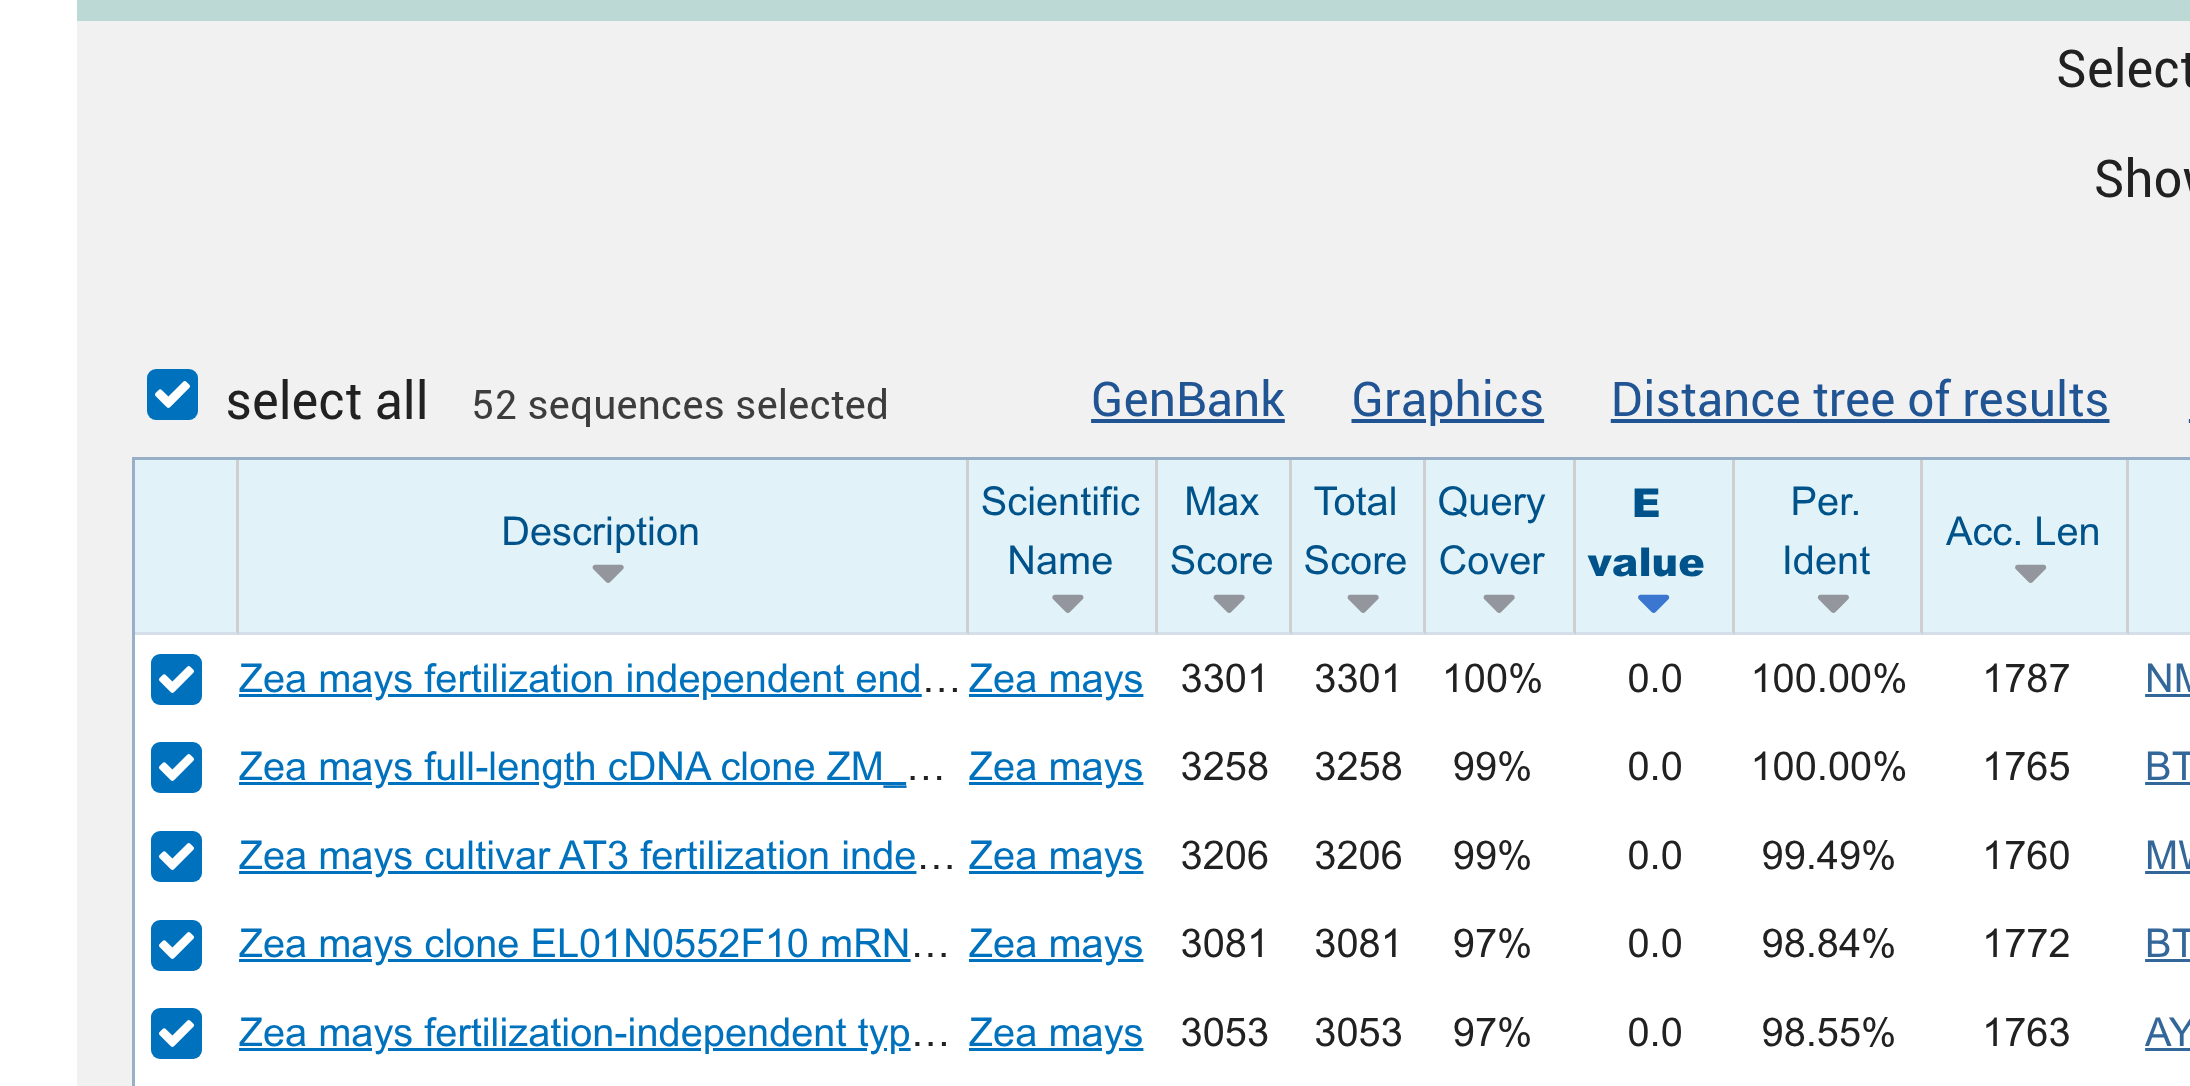 Select
Show
select all 52 sequences selected GenBank Graphics Distance tree of results
Description Scientific Name Max Score Total Score Query Cover E value Per. Ident Acc. Len
Zea mays fertilization independent end... Zea mays 3301 3301 100% 0.0 100.00% 1787 NM
Zea mays full-length cDNA clone ZM_... Zea mays 3258 3258 99% 0.0 100.00% 1765 BT
Zea mays cultivar AT3 fertilization inde... Zea mays 3206 3206 99% 0.0 99.49% 1760 MW
Zea mays clone EL01N0552F10 mRN... Zea mays 3081 3081 97% 0.0 98.84% 1772 BT
Zea mays fertilization-independent typ... Zea mays 3053 3053 97% 0.0 98.55% 1763 AY